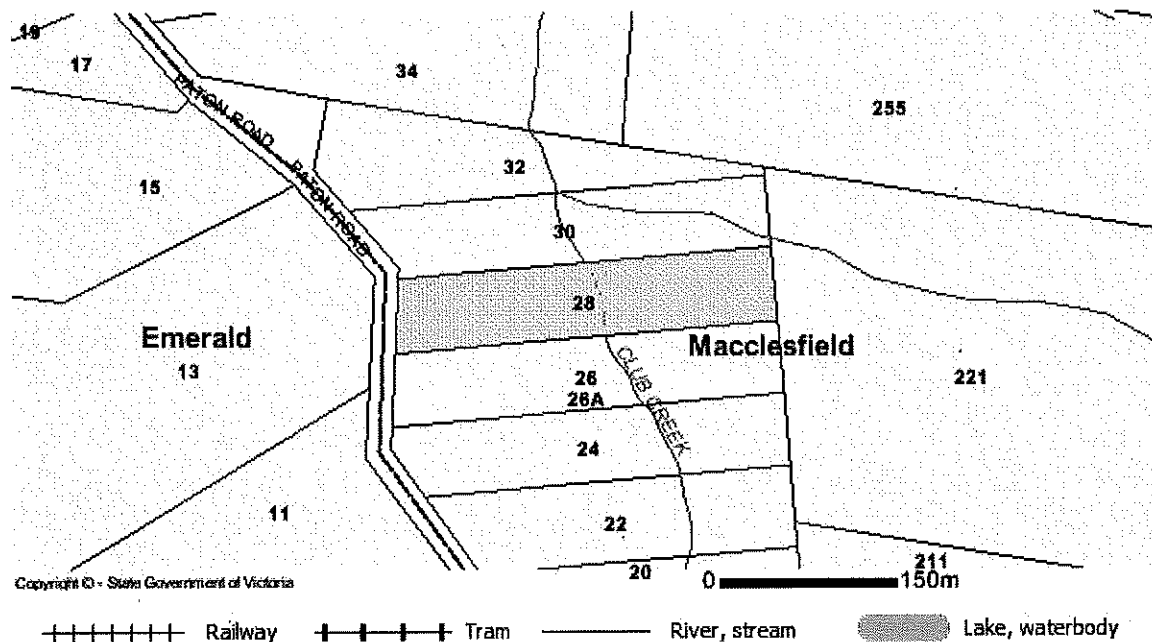 19
17
34
255
PATON ROAD
15
PATON ROAD
32
30
28
Emerald
13
Macclesfield
26
26A
CLUB CREEK
221
24
11
22
20
211
0 150m
Copyright © - State Government of Victoria
Railway Tram River, stream Lake, waterbody